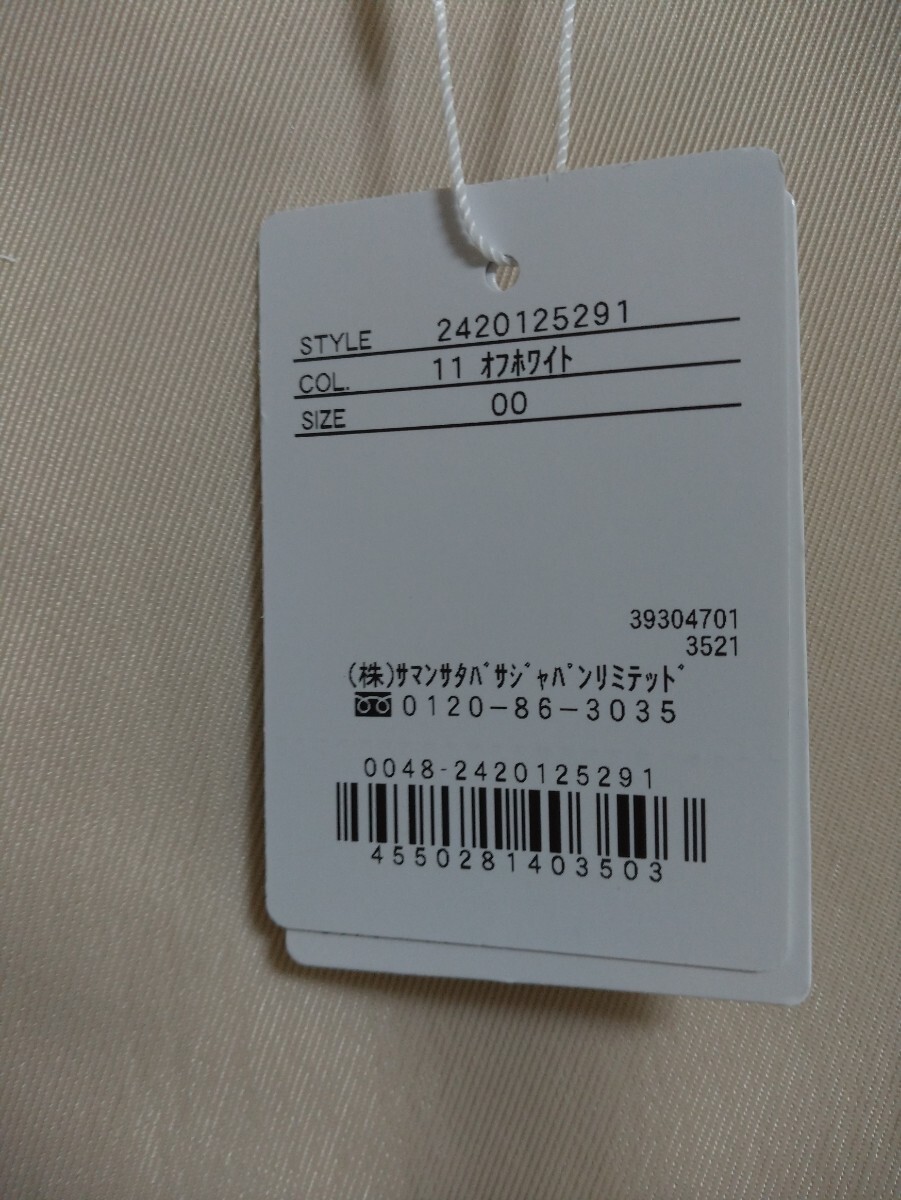 STYLE 2420125291
COL. 11 ｵﾌﾎﾜｲﾄ
SIZE 00
39304701
3521
(株)ｻﾏﾝｻﾀﾊﾞｻｼﾞｬﾊﾟﾝﾘﾐﾃｯﾄﾞ
0120-86-3035
0048-2420125291
4550281403503